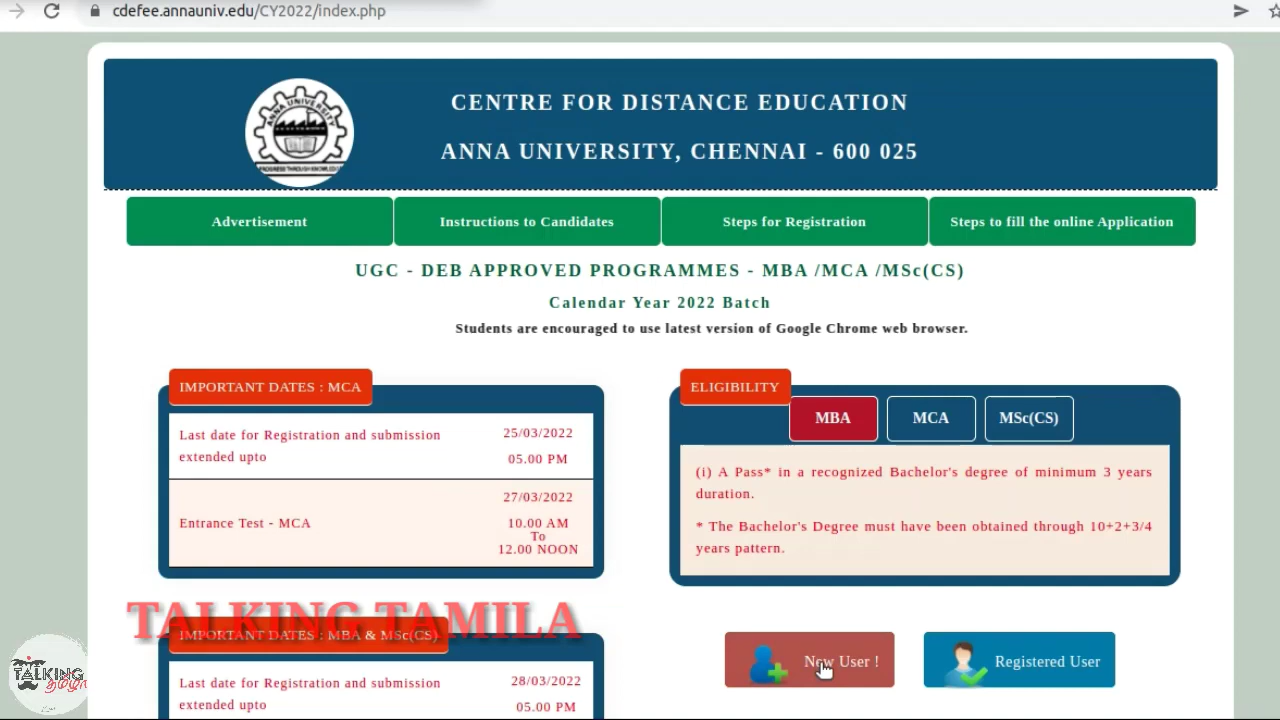 cdefee.annauniv.edu/CY2022/index.php
ANNA UNIVERSITY
PROGRESS THROUGH KNOWLEDGE
CENTRE FOR DISTANCE EDUCATION
ANNA UNIVERSITY, CHENNAI - 600 025
Advertisement
Instructions to Candidates
Steps for Registration
Steps to fill the online Application
UGC - DEB APPROVED PROGRAMMES - MBA /MCA /MSc(CS)
Calendar Year 2022 Batch
Students are encouraged to use latest version of Google Chrome web browser.
IMPORTANT DATES : MCA
Last date for Registration and submission
extended upto
25/03/2022
05.00 PM
Entrance Test - MCA
27/03/2022
10.00 AM
To
12.00 NOON
ELIGIBILITY
MBA
MCA
MSc(CS)
(i) A Pass* in a recognized Bachelor's degree of minimum 3 years
duration.
* The Bachelor's Degree must have been obtained through 10+2+3/4
years pattern.
TALKING TAMILA
IMPORTANT DATES : MBA & MSc(CS)
Last date for Registration and submission
extended upto
28/03/2022
05.00 PM
New User !
Registered User
TALKING